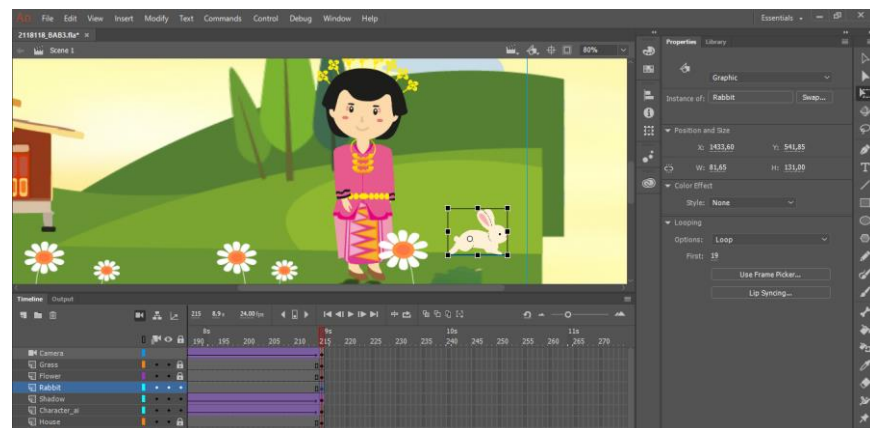 An File Edit View Insert Modify Text Commands Control Debug Window Help Essentials
2118118_BAB3.fla* ×
Scene 1 80%
Properties Library
Graphic
Instance of: Rabbit Swap...
Position and Size
X: 1433,60 Y: 541,85
W: 81,65 H: 131,00
Color Effect
Style: None
Looping
Options: Loop
First: 19
Use Frame Picker...
Lip Syncing...
Timeline Output
215 8.9 s 24.00 fps
8s 9s 10s 11s
190 195 200 205 210 215 220 225 230 235 240 245 250 255 260 265 270
Camera
Grass
Flower
Rabbit
Shadow
Character_ai
House